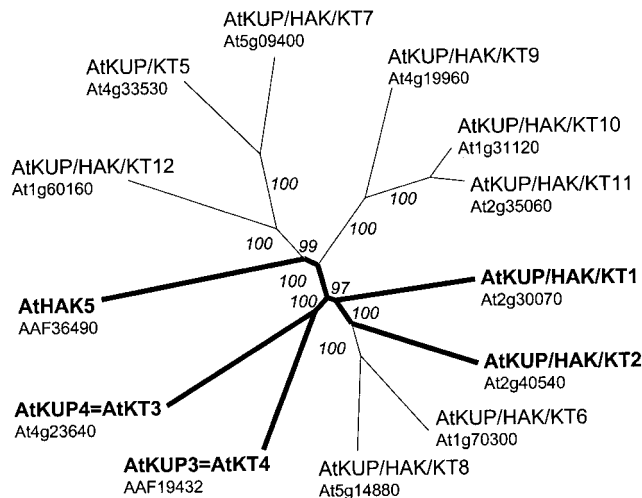 AtKUP/HAK/KT7
At5g09400
AtKUP/KT5
At4g33530
AtKUP/HAK/KT9
At4g19960
AtKUP/HAK/KT10
At1g31120
AtKUP/HAK/KT11
At2g35060
AtKUP/HAK/KT12
At1g60160
100
100
100
99
100
100
AtHAK5
AAF36490
100
97
100
100
AtKUP/HAK/KT1
At2g30070
AtKUP/HAK/KT2
At2g40540
AtKUP4=AtKT3
At4g23640
AtKUP/HAK/KT6
At1g70300
AtKUP3=AtKT4
AAF19432
AtKUP/HAK/KT8
At5g14880